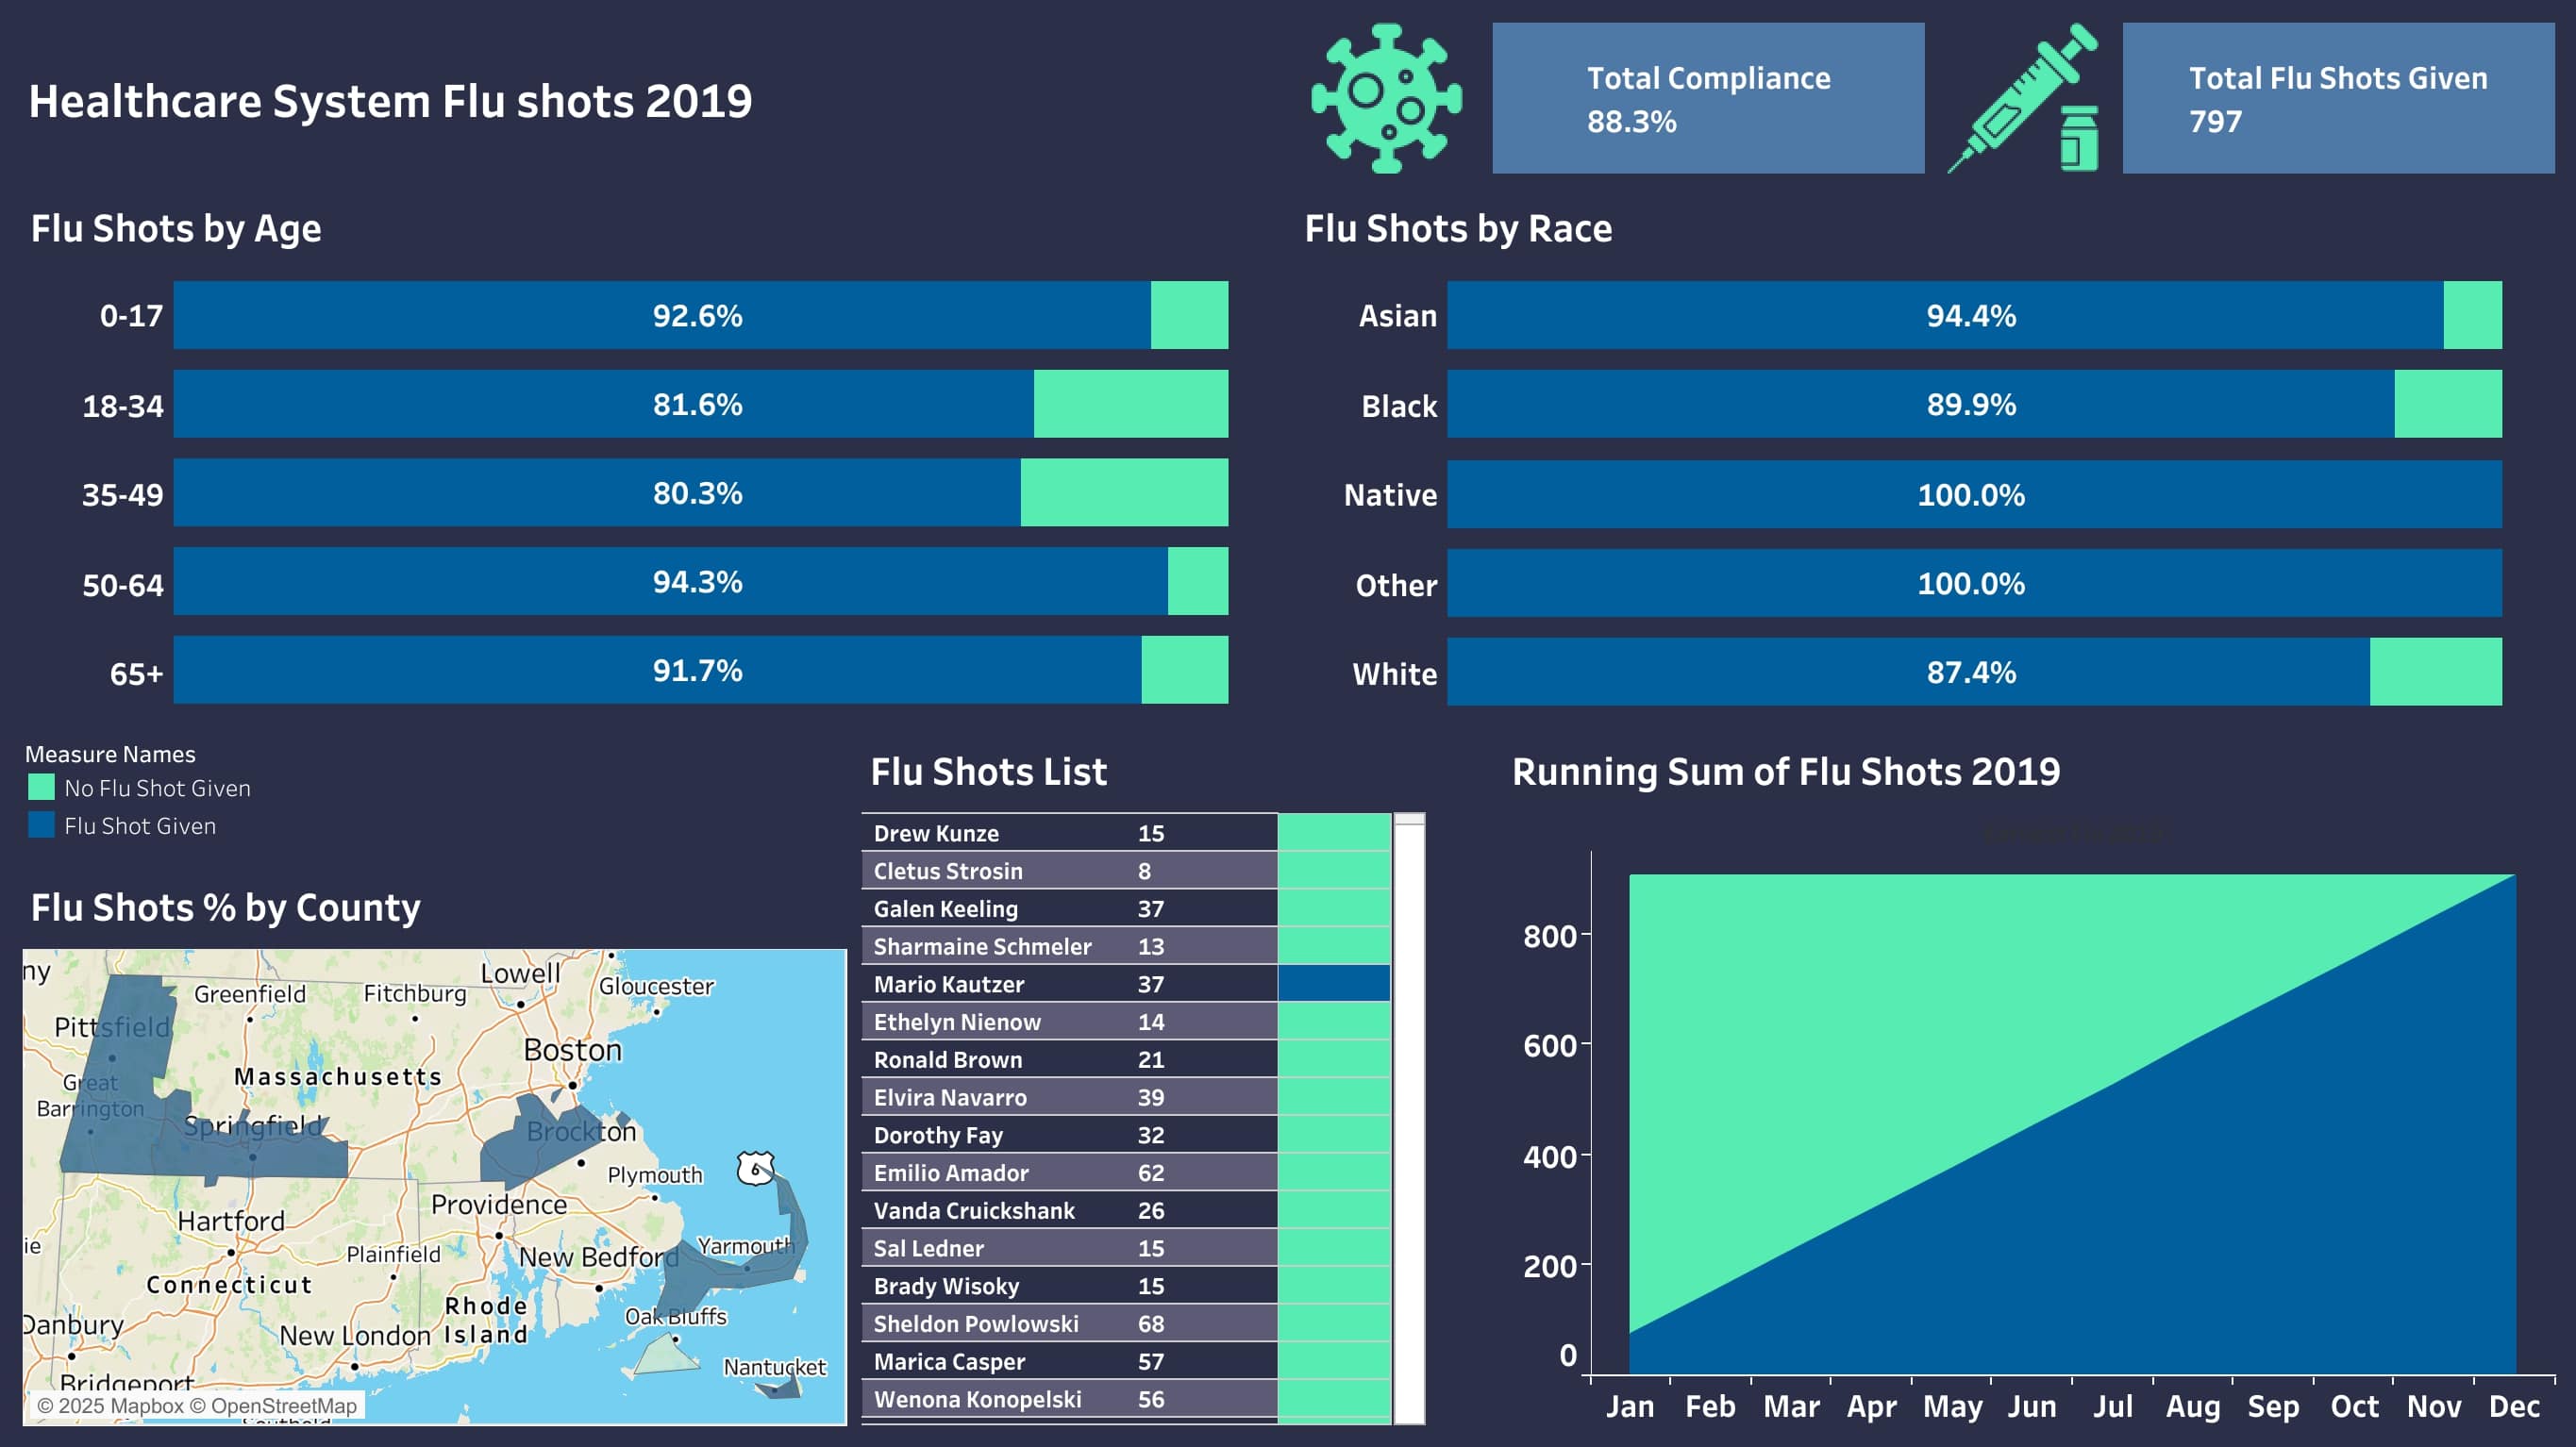 Healthcare System Flu shots 2019
Total Compliance
88.3%
Total Flu Shots Given
797
Flu Shots by Age
0-17
92.6%
18-34
81.6%
35-49
80.3%
50-64
94.3%
65+
91.7%
Flu Shots by Race
Asian
94.4%
Black
89.9%
Native
100.0%
Other
100.0%
White
87.4%
Measure Names
No Flu Shot Given
Flu Shot Given
Flu Shots % by County
ny
Lowell
Gloucester
Greenfield
Fitchburg
Pittsfield
Boston
Massachusetts
Great
Barrington
Springfield
Brockton
6
Plymouth
Providence
Hartford
ie
Plainfield
New Bedford
Yarmouth
Connecticut
Rhode
Island
Oak Bluffs
Danbury
New London
Nantucket
Bridgeport
© 2025 Mapbox © OpenStreetMap
Flu Shots List
Drew Kunze 15
Cletus Strosin 8
Galen Keeling 37
Sharmaine Schmeler 13
Mario Kautzer 37
Ethelyn Nienow 14
Ronald Brown 21
Elvira Navarro 39
Dorothy Fay 32
Emilio Amador 62
Vanda Cruickshank 26
Sal Ledner 15
Brady Wisoky 15
Sheldon Powlowski 68
Marica Casper 57
Wenona Konopelski 56
Running Sum of Flu Shots 2019
800
600
400
200
0
Jan Feb Mar Apr May Jun Jul Aug Sep Oct Nov Dec